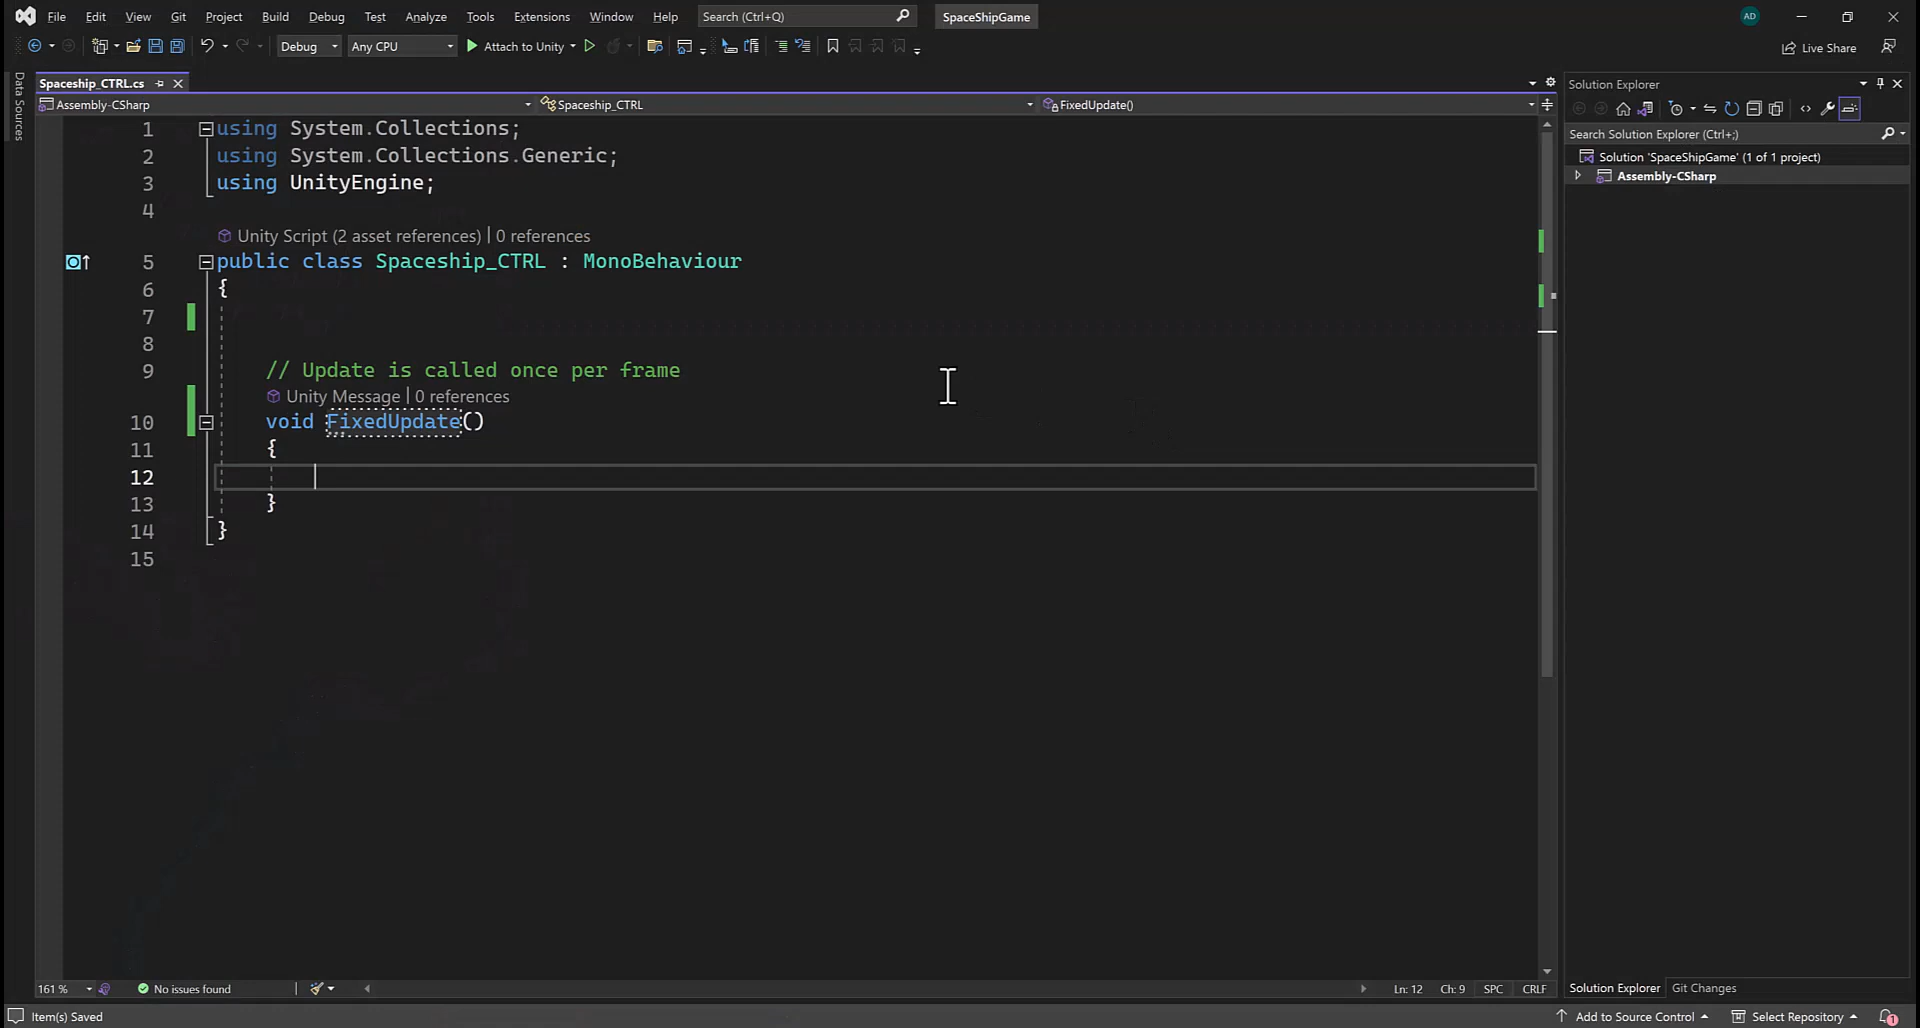 File Edit View Git Project Build Debug Test Analyze Tools Extensions Window Help Search (Ctrl+Q) SpaceShipGame AD
Debug Any CPU Attach to Unity Live Share
Data Sources
Spaceship_CTRL.cs
Assembly-CSharp Spaceship_CTRL FixedUpdate()
1 using System.Collections;
2 using System.Collections.Generic;
3 using UnityEngine;
4
Unity Script (2 asset references) | 0 references
5 public class Spaceship_CTRL : MonoBehaviour
6 {
7
8
9 // Update is called once per frame
Unity Message | 0 references
10 void FixedUpdate()
11 {
12
13 }
14 }
15
161 % No issues found Ln: 12 Ch: 9 SPC CRLF
Solution Explorer
Search Solution Explorer (Ctrl+;)
Solution 'SpaceShipGame' (1 of 1 project)
Assembly-CSharp
Solution Explorer Git Changes
Item(s) Saved Add to Source Control Select Repository 1